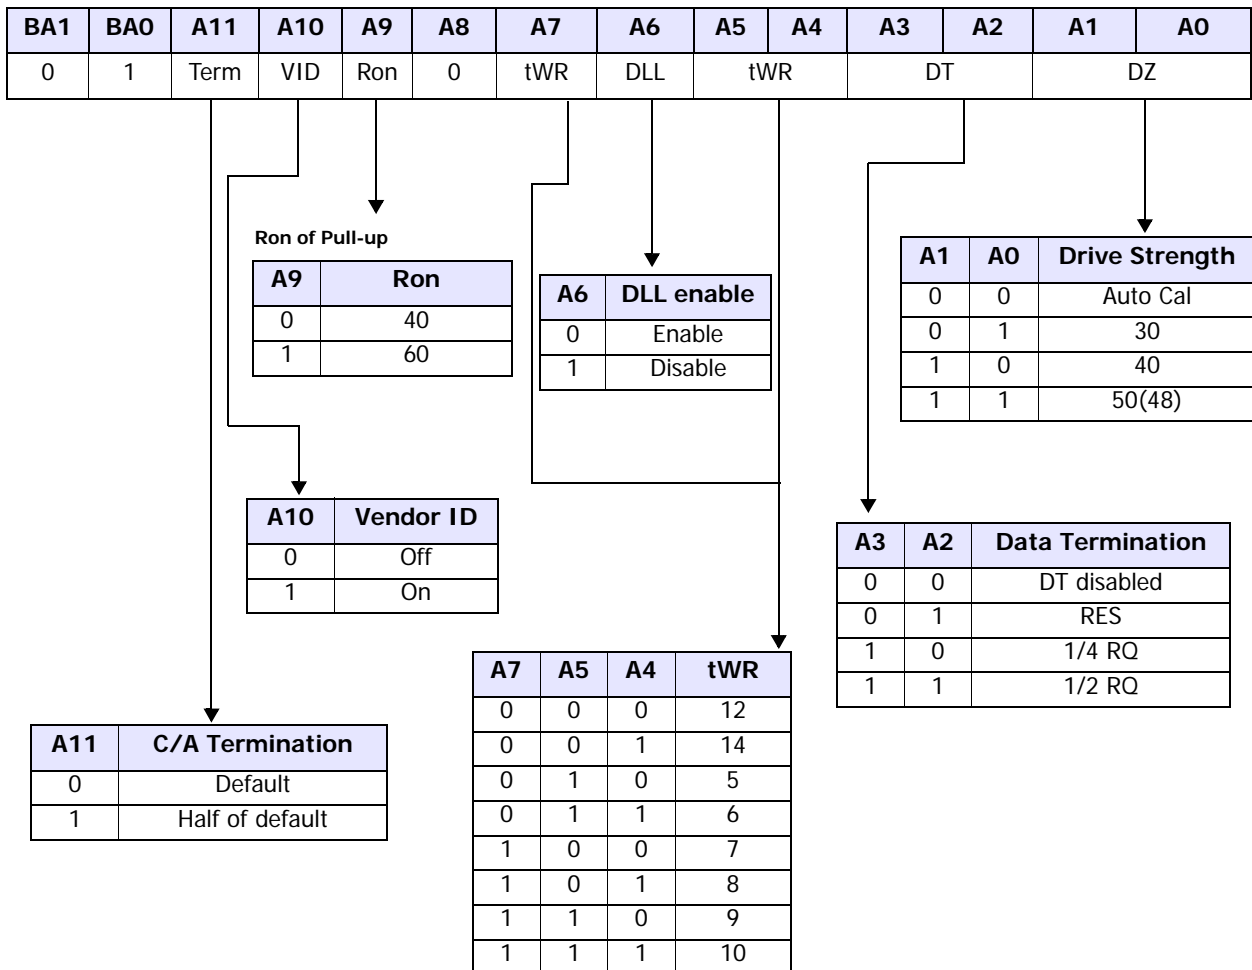 BA1 BA0 A11 A10 A9 A8 A7 A6 A5 A4 A3 A2 A1 A0
0 1 Term VID Ron 0 tWR DLL tWR DT DZ
Ron of Pull-up
A9 Ron
0 40
1 60
A6 DLL enable
0 Enable
1 Disable
A1 A0 Drive Strength
0 0 Auto Cal
0 1 30
1 0 40
1 1 50(48)
A10 Vendor ID
0 Off
1 On
A3 A2 Data Termination
0 0 DT disabled
0 1 RES
1 0 1/4 RQ
1 1 1/2 RQ
A7 A5 A4 tWR
0 0 0 12
0 0 1 14
0 1 0 5
0 1 1 6
1 0 0 7
1 0 1 8
1 1 0 9
1 1 1 10
A11 C/A Termination
0 Default
1 Half of default